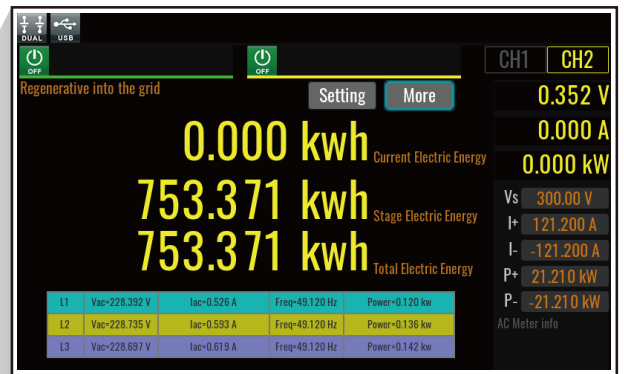 DUAL USB
OFF OFF CH1 CH2
Regenerative into the grid
Setting More
0.352 V
0.000 A
0.000 kW
0.000 kwh Current Electric Energy
753.371 kwh Stage Electric Energy
753.371 kwh Total Electric Energy
Vs 300.00 V
I+ 121.200 A
I- -121.200 A
P+ 21.210 kW
P- -21.210 kW
AC Meter info
L1 Vac=228.392 V Iac=0.526 A Freq=49.120 Hz Power=0.120 kw
L2 Vac=228.735 V Iac=0.593 A Freq=49.120 Hz Power=0.136 kw
L3 Vac=228.697 V Iac=0.619 A Freq=49.120 Hz Power=0.142 kw